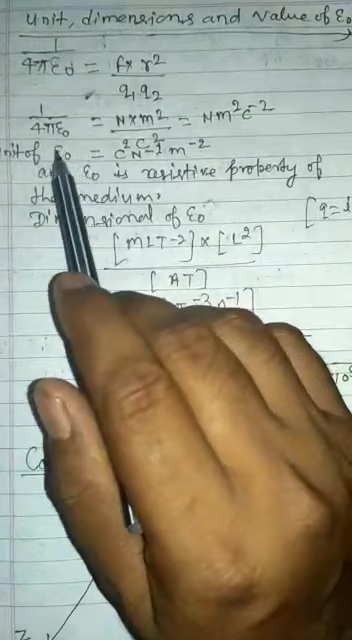 Unit, dimensions and Value of ε₀
1/4πε₀ = f×r²/q₁q₂
1/4πε₀ = N×m²/C² = Nm²C⁻²
unit of ε₀ = C²N⁻¹m⁻²
ε₀ is resistive property of
the medium.
of ε₀ [q=
[MLT⁻²]×[L²]
[AT]